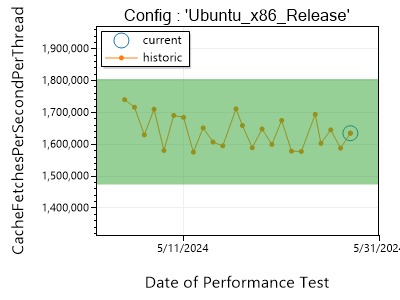 Config : 'Ubuntu_x86_Release'
CacheFetchesPerSecondPerThread
1,900,000
1,800,000
1,700,000
1,600,000
1,500,000
1,400,000
current
historic
5/11/2024
5/31/2024
Date of Performance Test